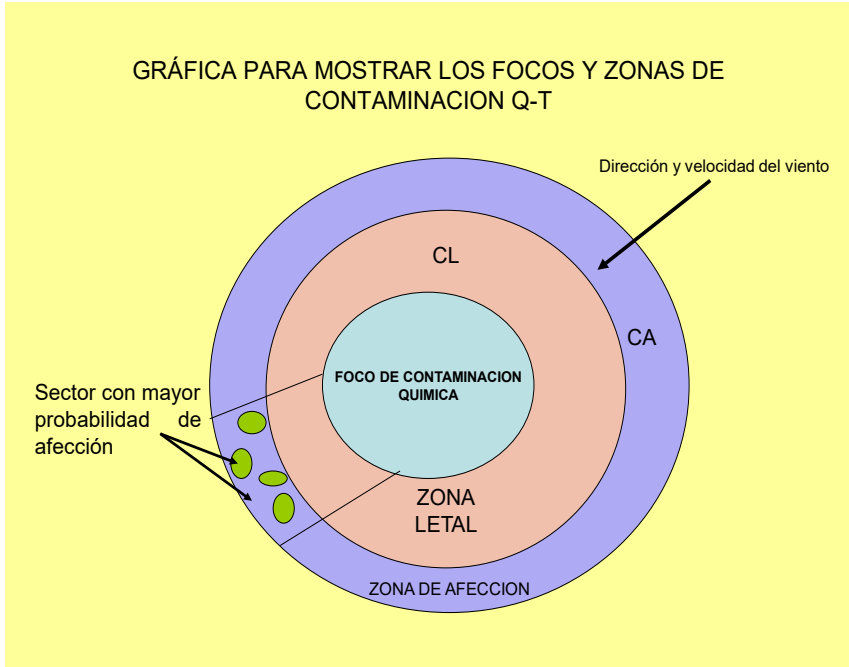 GRÁFICA PARA MOSTRAR LOS FOCOS Y ZONAS DE
CONTAMINACION Q-T
Dirección y velocidad del viento
CL
CA
FOCO DE CONTAMINACION
QUIMICA
Sector con mayor
probabilidad de
afección
ZONA
LETAL
ZONA DE AFECCION